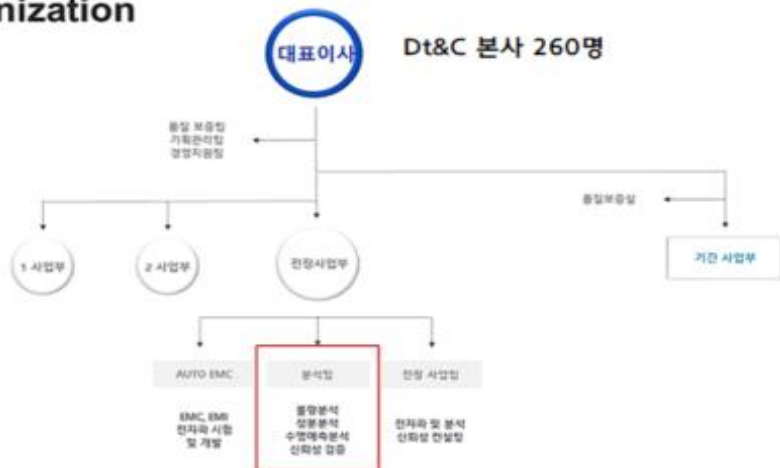 nization
대표이사
Dt&C 본사 260명
품질 보증팀
기획관리팀
경영지원팀
품질보증실
1 사업부
2 사업부
전장사업부
기간 사업부
AUTO EMC
분석팀
전장 사업팀
EMC, EMI
전자파 시험
및 개발
불량분석
성분분석
수명예측분석
신뢰성 검증
전자파 및 분석
신뢰성 컨설팅